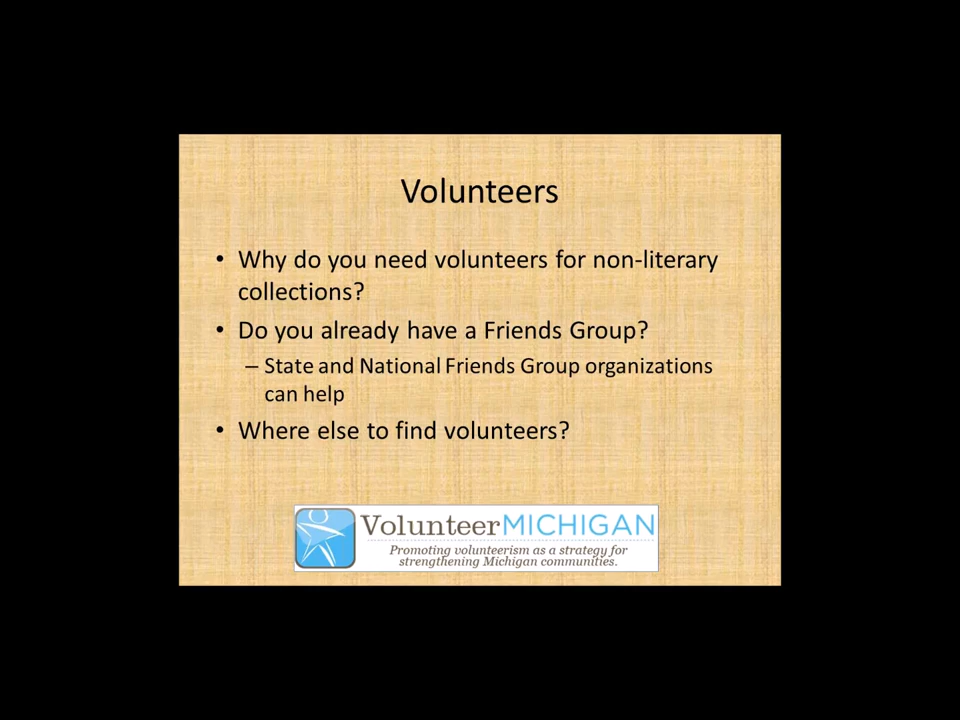 Volunteers
• Why do you need volunteers for non-literary
collections?
• Do you already have a Friends Group?
– State and National Friends Group organizations
can help
• Where else to find volunteers?
VolunteerMICHIGAN
Promoting volunteerism as a strategy for
strengthening Michigan communities.